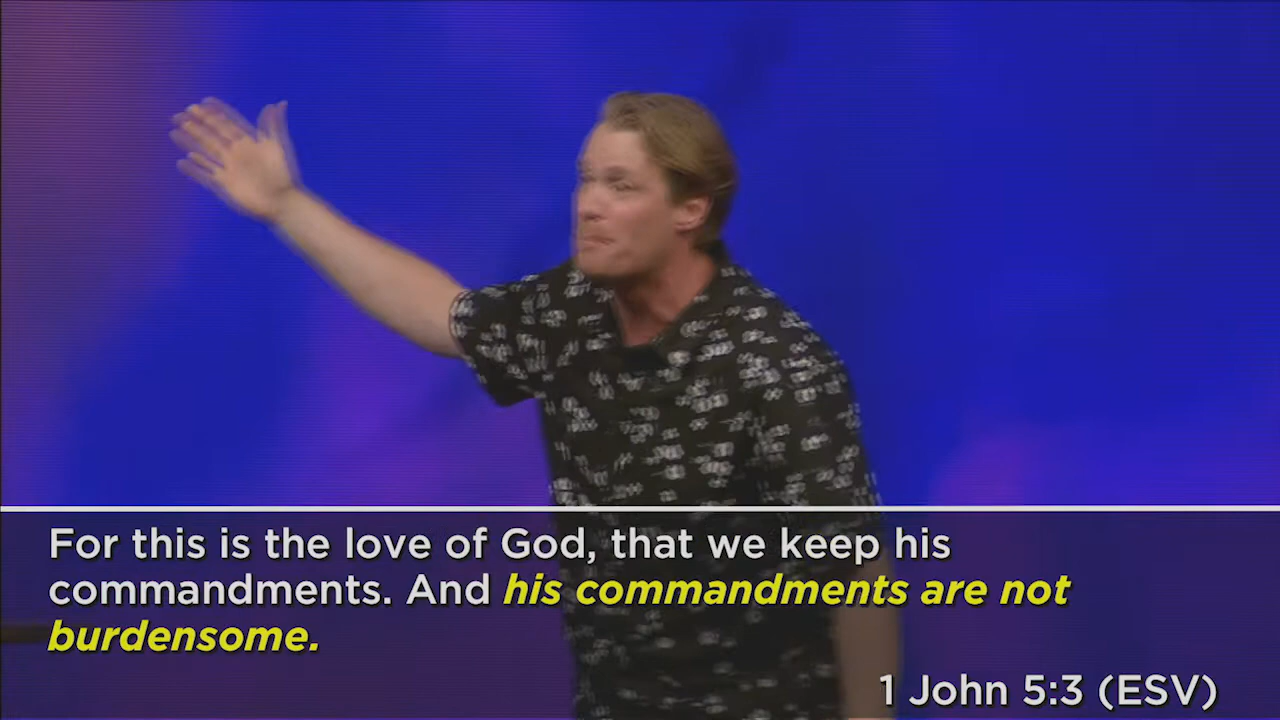 For this is the love of God, that we keep his
commandments. And his commandments are not
burdensome.
1 John 5:3 (ESV)